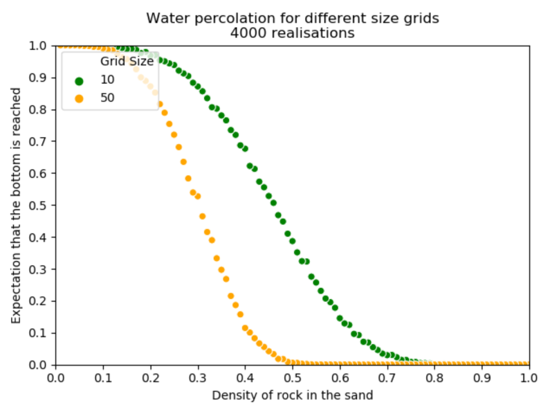 Water percolation for different size grids
4000 realisations
Expectation that the bottom is reached
1.0
0.9
0.8
0.7
0.6
0.5
0.4
0.3
0.2
0.1
0.0
Grid Size
10
50
0.0 0.1 0.2 0.3 0.4 0.5 0.6 0.7 0.8 0.9 1.0
Density of rock in the sand